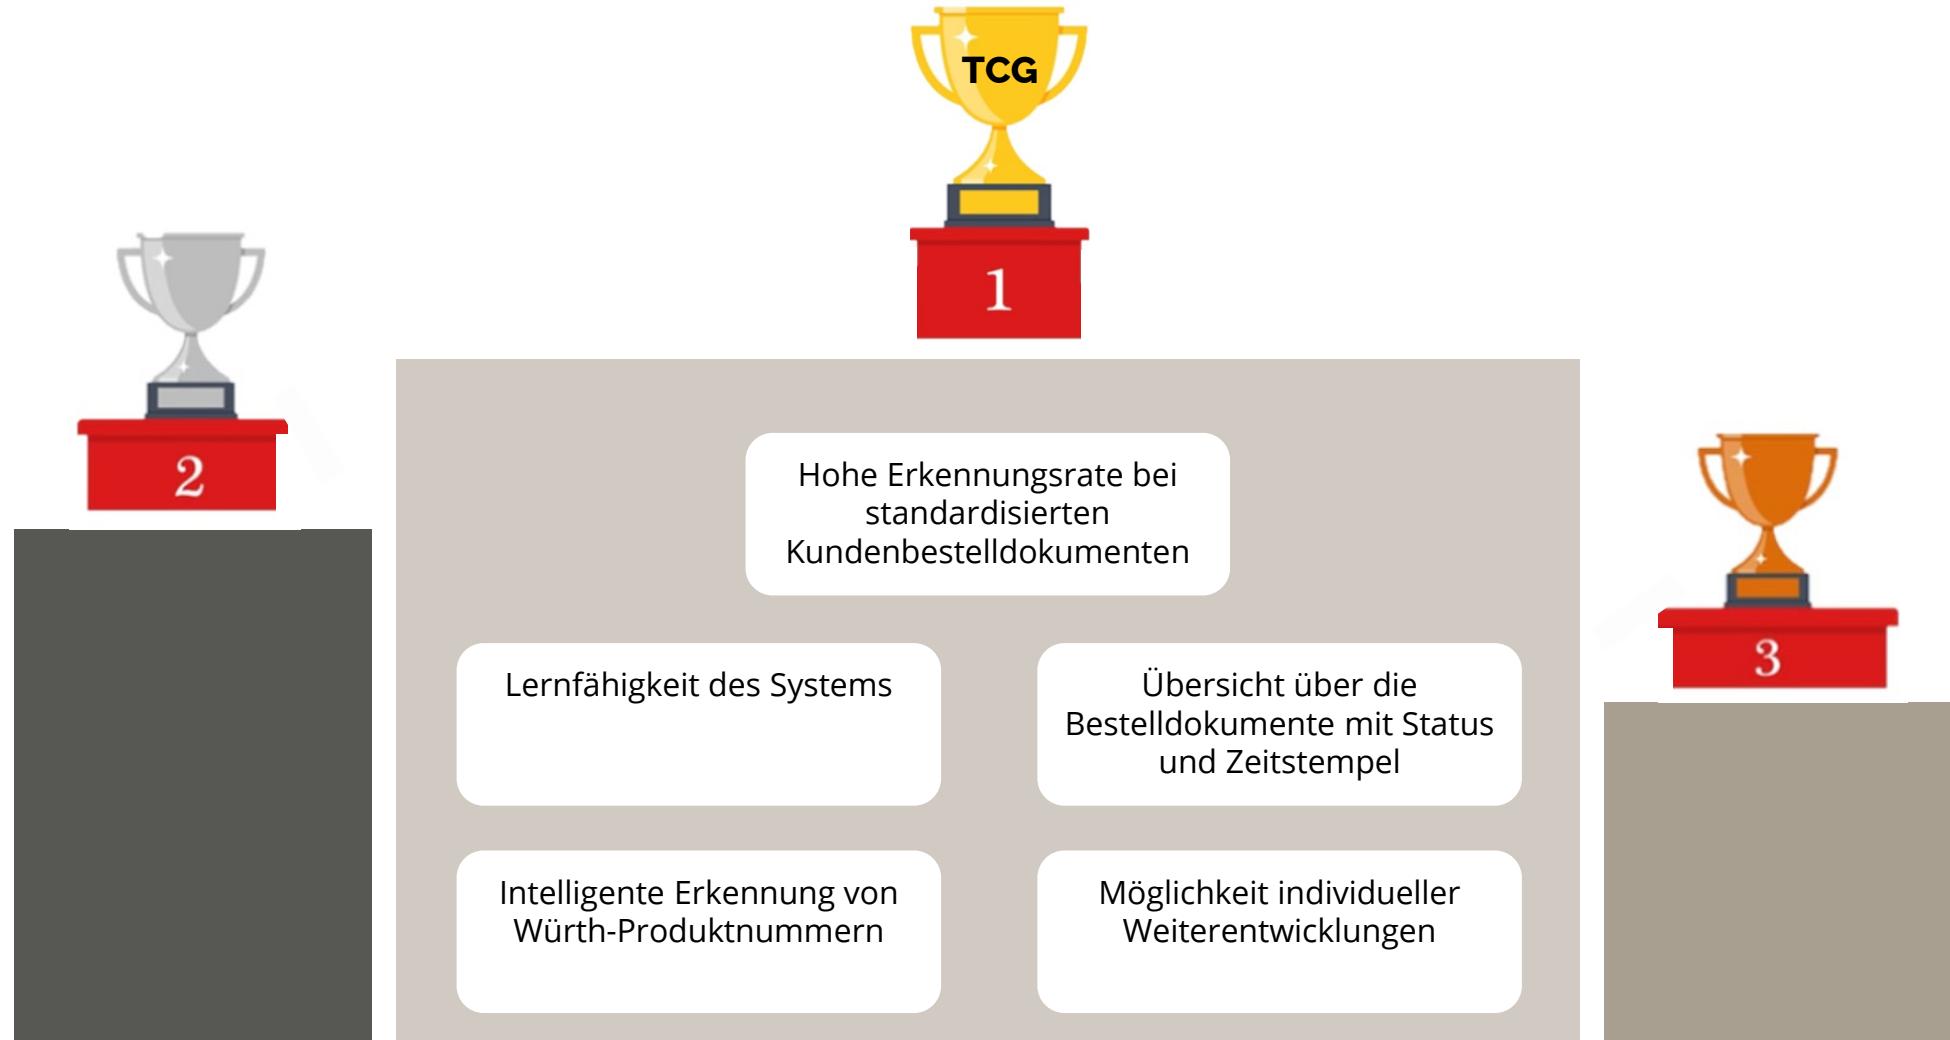 TCG
1
2
3
Hohe Erkennungsrate bei
standardisierten
Kundenbestelldokumenten
Lernfähigkeit des Systems
Übersicht über die
Bestelldokumente mit Status
und Zeitstempel
Intelligente Erkennung von
Würth-Produktnummern
Möglichkeit individueller
Weiterentwicklungen